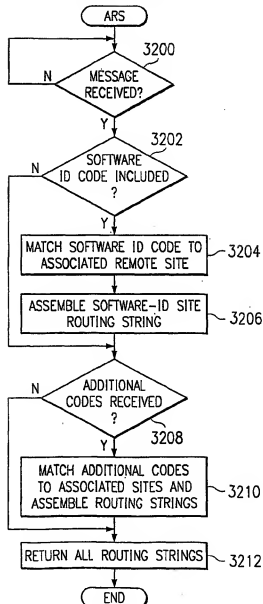 ARS
3200
MESSAGE
RECEIVED?
N
Y
3202
SOFTWARE
ID CODE INCLUDED
?
N
Y
MATCH SOFTWARE ID CODE TO
ASSOCIATED REMOTE SITE
3204
ASSEMBLE SOFTWARE-ID SITE
ROUTING STRING
3206
N
ADDITIONAL
CODES RECEIVED
?
3208
Y
MATCH ADDITIONAL CODES
TO ASSOCIATED SITES AND
ASSEMBLE ROUTING STRINGS
3210
RETURN ALL ROUTING STRINGS
3212
END